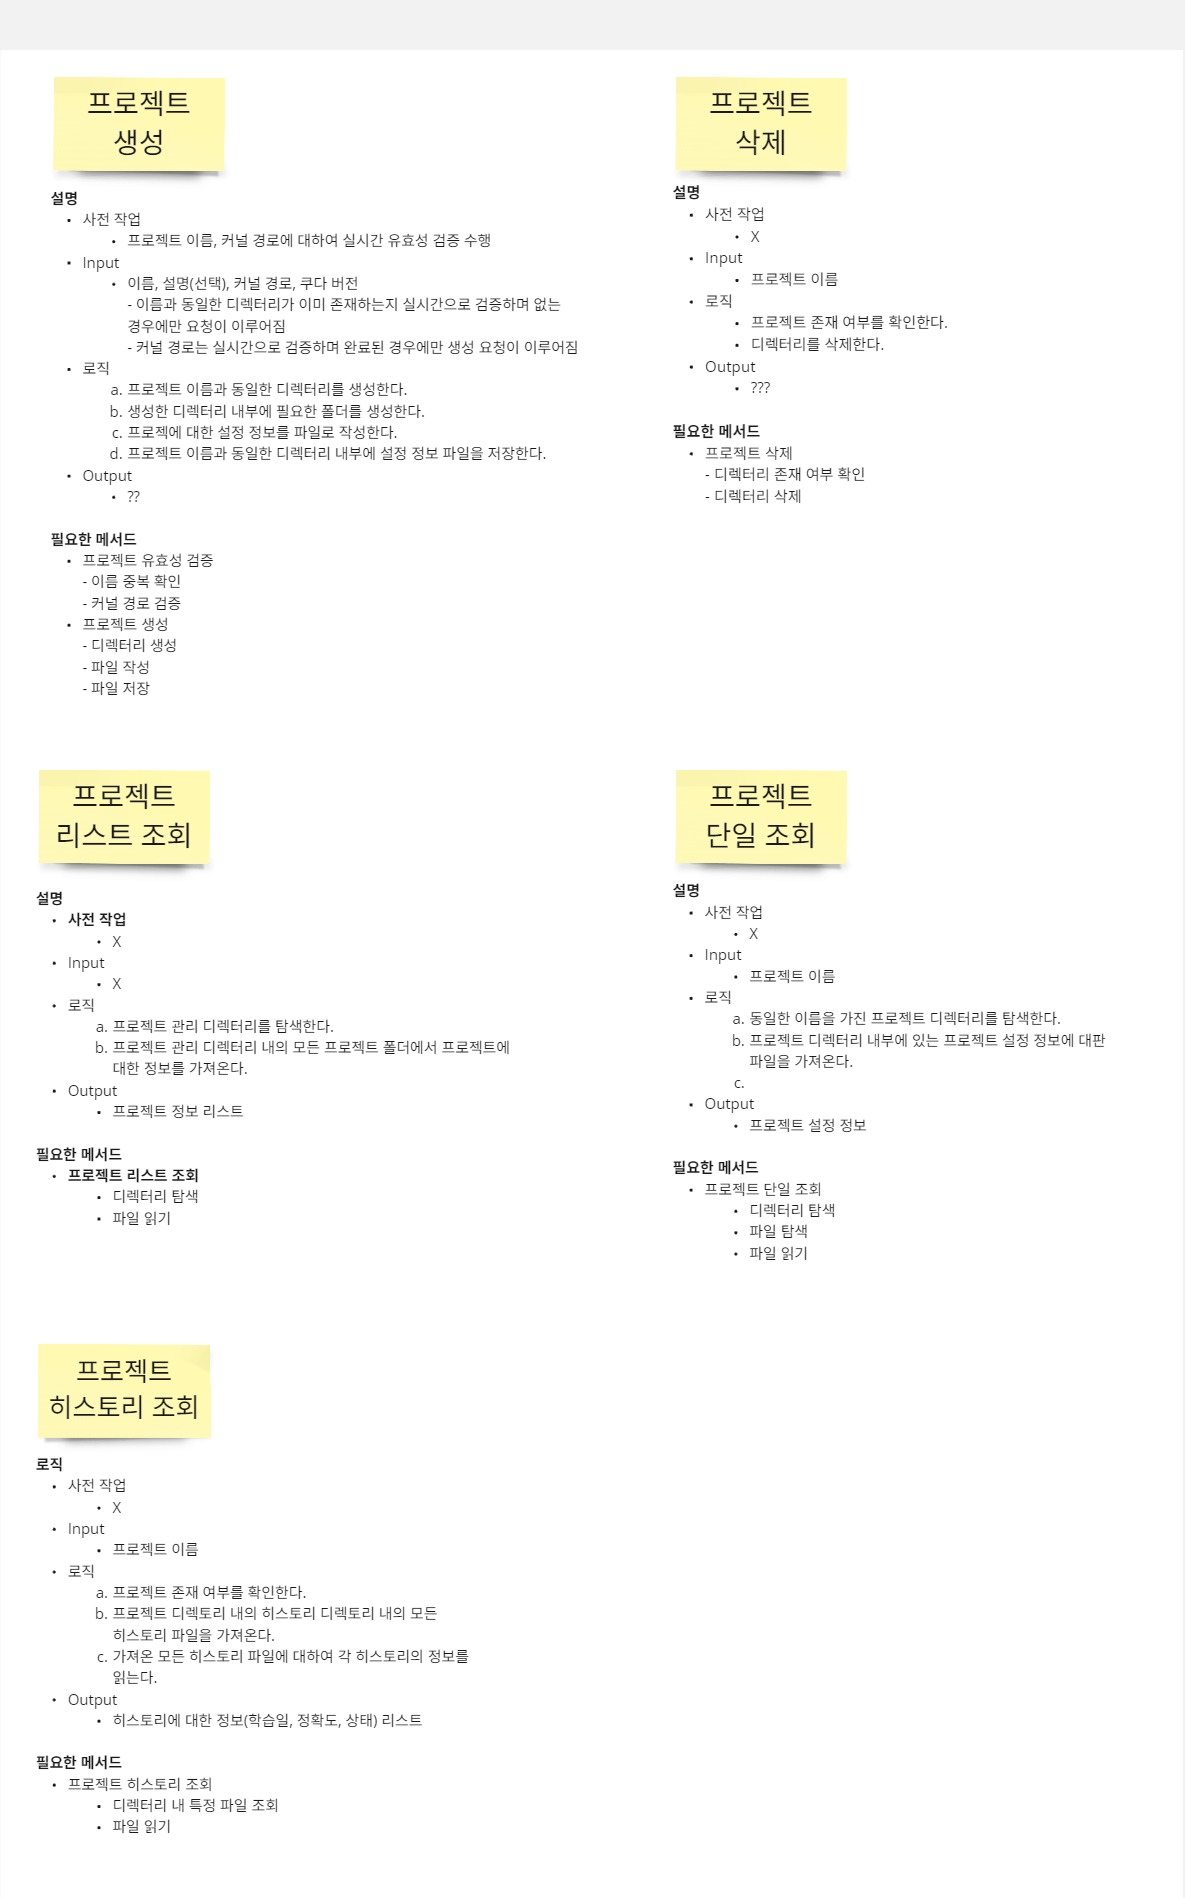 프로젝트
생성
설명
• 사전 작업
• 프로젝트 이름, 커널 경로에 대하여 실시간 유효성 검증 수행
• Input
• 이름, 설명(선택), 커널 경로, 쿠다 버전
- 이름과 동일한 디렉터리가 이미 존재하는지 실시간으로 검증하며 없는
경우에만 요청이 이루어짐
- 커널 경로는 실시간으로 검증하며 완료된 경우에만 생성 요청이 이루어짐
• 로직
a. 프로젝트 이름과 동일한 디렉터리를 생성한다.
b. 생성한 디렉터리 내부에 필요한 폴더를 생성한다.
c. 프로젝에 대한 설정 정보를 파일로 작성한다.
d. 프로젝트 이름과 동일한 디렉터리 내부에 설정 정보 파일을 저장한다.
• Output
• ??
필요한 메서드
• 프로젝트 유효성 검증
- 이름 중복 확인
- 커널 경로 검증
• 프로젝트 생성
- 디렉터리 생성
- 파일 작성
- 파일 저장
프로젝트
삭제
설명
• 사전 작업
• X
• Input
• 프로젝트 이름
• 로직
• 프로젝트 존재 여부를 확인한다.
• 디렉터리를 삭제한다.
• Output
• ???
필요한 메서드
• 프로젝트 삭제
- 디렉터리 존재 여부 확인
- 디렉터리 삭제
프로젝트
리스트 조회
설명
• 사전 작업
• X
• Input
• X
• 로직
a. 프로젝트 관리 디렉터리를 탐색한다.
b. 프로젝트 관리 디렉터리 내의 모든 프로젝트 폴더에서 프로젝트에
대한 정보를 가져온다.
• Output
• 프로젝트 정보 리스트
필요한 메서드
• 프로젝트 리스트 조회
• 디렉터리 탐색
• 파일 읽기
프로젝트
단일 조회
설명
• 사전 작업
• X
• Input
• 프로젝트 이름
• 로직
a. 동일한 이름을 가진 프로젝트 디렉터리를 탐색한다.
b. 프로젝트 디렉터리 내부에 있는 프로젝트 설정 정보에 대판
파일을 가져온다.
c.
• Output
• 프로젝트 설정 정보
필요한 메서드
• 프로젝트 단일 조회
• 디렉터리 탐색
• 파일 탐색
• 파일 읽기
프로젝트
히스토리 조회
로직
• 사전 작업
• X
• Input
• 프로젝트 이름
• 로직
a. 프로젝트 존재 여부를 확인한다.
b. 프로젝트 디렉토리 내의 히스토리 디렉토리 내의 모든
히스토리 파일을 가져온다.
c. 가져온 모든 히스토리 파일에 대하여 각 히스토리의 정보를
읽는다.
• Output
• 히스토리에 대한 정보(학습일, 정확도, 상태) 리스트
필요한 메서드
• 프로젝트 히스토리 조회
• 디렉터리 내 특정 파일 조회
• 파일 읽기